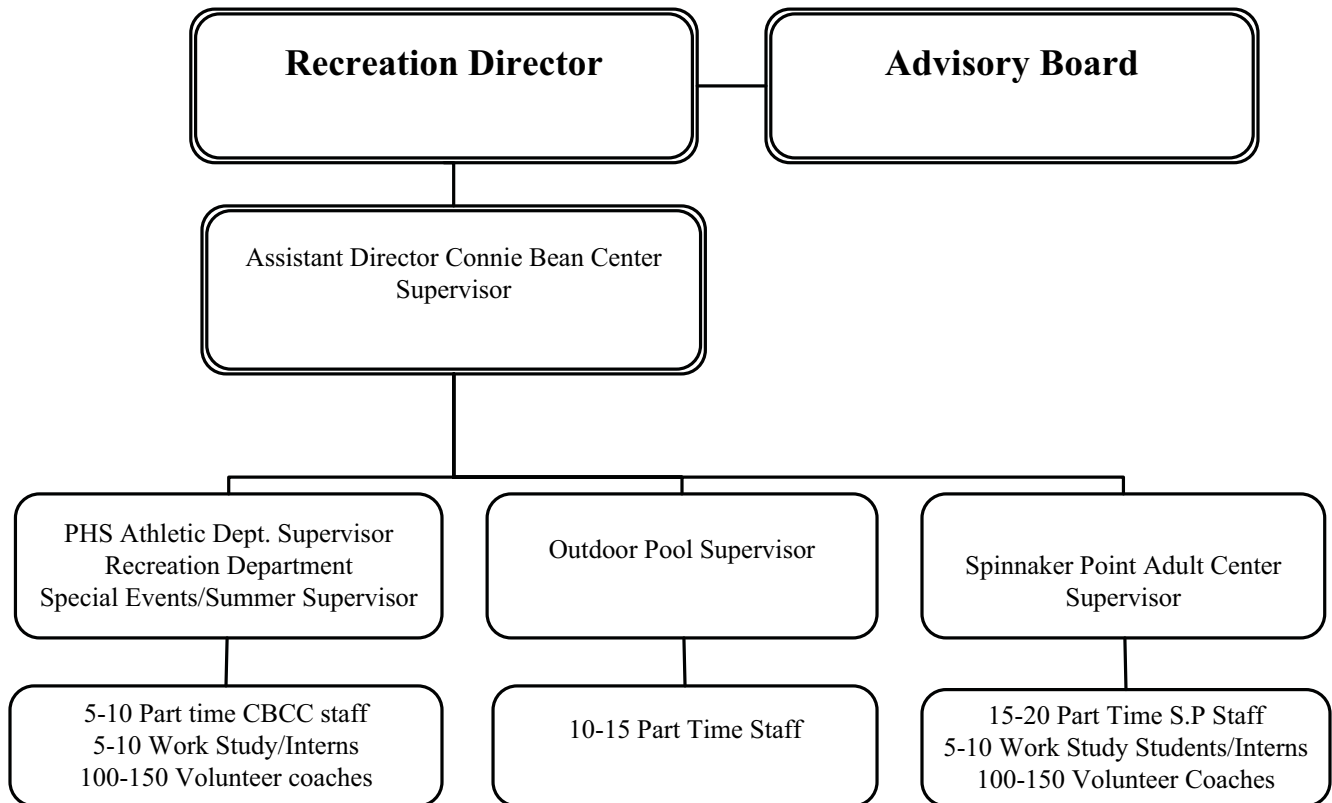 Recreation Director
Advisory Board
Assistant Director Connie Bean Center
Supervisor
PHS Athletic Dept. Supervisor
Recreation Department
Special Events/Summer Supervisor
Outdoor Pool Supervisor
Spinnaker Point Adult Center
Supervisor
5-10 Part time CBCC staff
5-10 Work Study/Interns
100-150 Volunteer coaches
10-15 Part Time Staff
15-20 Part Time S.P Staff
5-10 Work Study Students/Interns
100-150 Volunteer Coaches